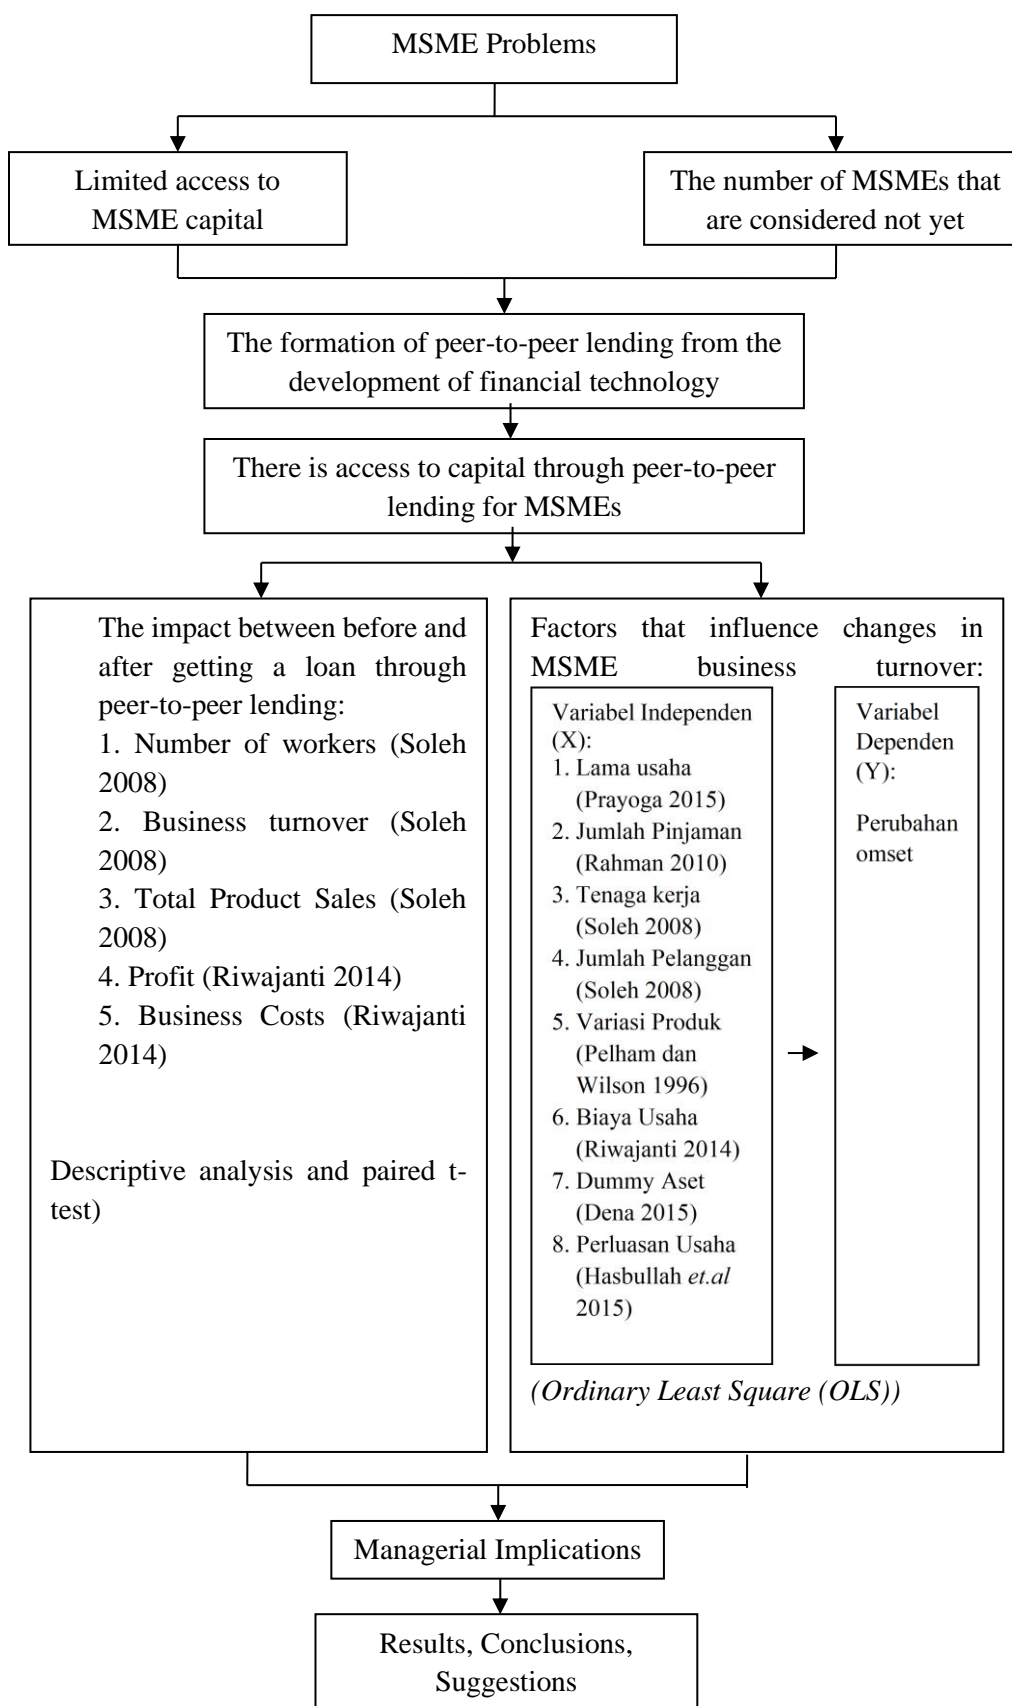 MSME Problems
Limited access to
MSME capital
The number of MSMEs that
are considered not yet
The formation of peer-to-peer lending from the
development of financial technology
There is access to capital through peer-to-peer
lending for MSMEs
The impact between before and
after getting a loan through
peer-to-peer lending:
1. Number of workers (Soleh
2008)
2. Business turnover (Soleh
2008)
3. Total Product Sales (Soleh
2008)
4. Profit (Riwajanti 2014)
5. Business Costs (Riwajanti
2014)
Descriptive analysis and paired t-
test)
Factors that influence changes in
MSME business turnover:
Variabel Independen
(X):
1. Lama usaha
(Prayoga 2015)
2. Jumlah Pinjaman
(Rahman 2010)
3. Tenaga kerja
(Soleh 2008)
4. Jumlah Pelanggan
(Soleh 2008)
5. Variasi Produk
(Pelham dan
Wilson 1996)
6. Biaya Usaha
(Riwajanti 2014)
7. Dummy Aset
(Dena 2015)
8. Perluasan Usaha
(Hasbullah et.al
2015)
Variabel
Dependen
(Y):
Perubahan
omset
(Ordinary Least Square (OLS))
Managerial Implications
Results, Conclusions,
Suggestions